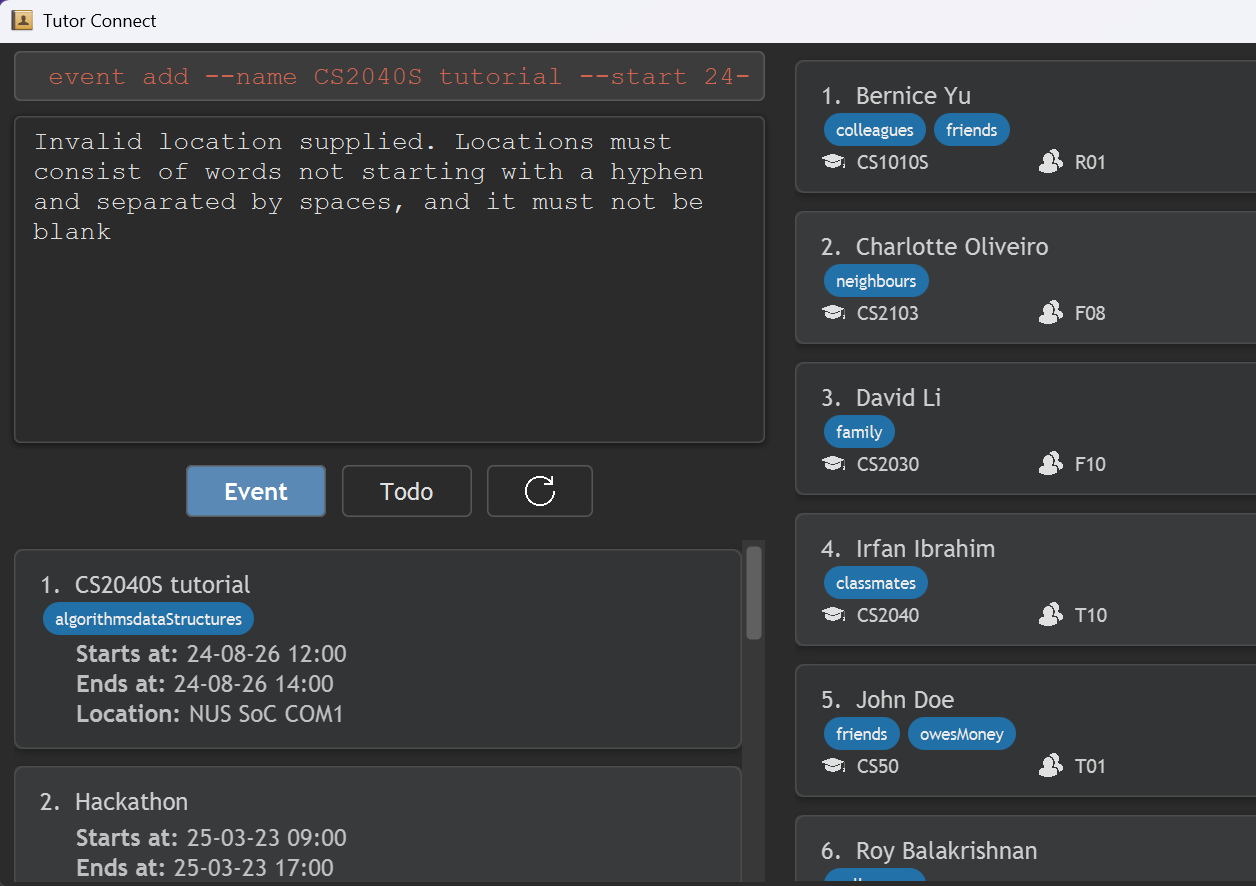 Tutor Connect
event add --name CS2040S tutorial --start 24-
Invalid location supplied. Locations must
consist of words not starting with a hyphen
and separated by spaces, and it must not be
blank
Event
Todo
1. CS2040S tutorial
algorithmsdataStructures
Starts at: 24-08-26 12:00
Ends at: 24-08-26 14:00
Location: NUS SoC COM1
2. Hackathon
Starts at: 25-03-23 09:00
Ends at: 25-03-23 17:00
1. Bernice Yu
colleagues friends
CS1010S R01
2. Charlotte Oliveiro
neighbours
CS2103 F08
3. David Li
family
CS2030 F10
4. Irfan Ibrahim
classmates
CS2040 T10
5. John Doe
friends owesMoney
CS50 T01
6. Roy Balakrishnan